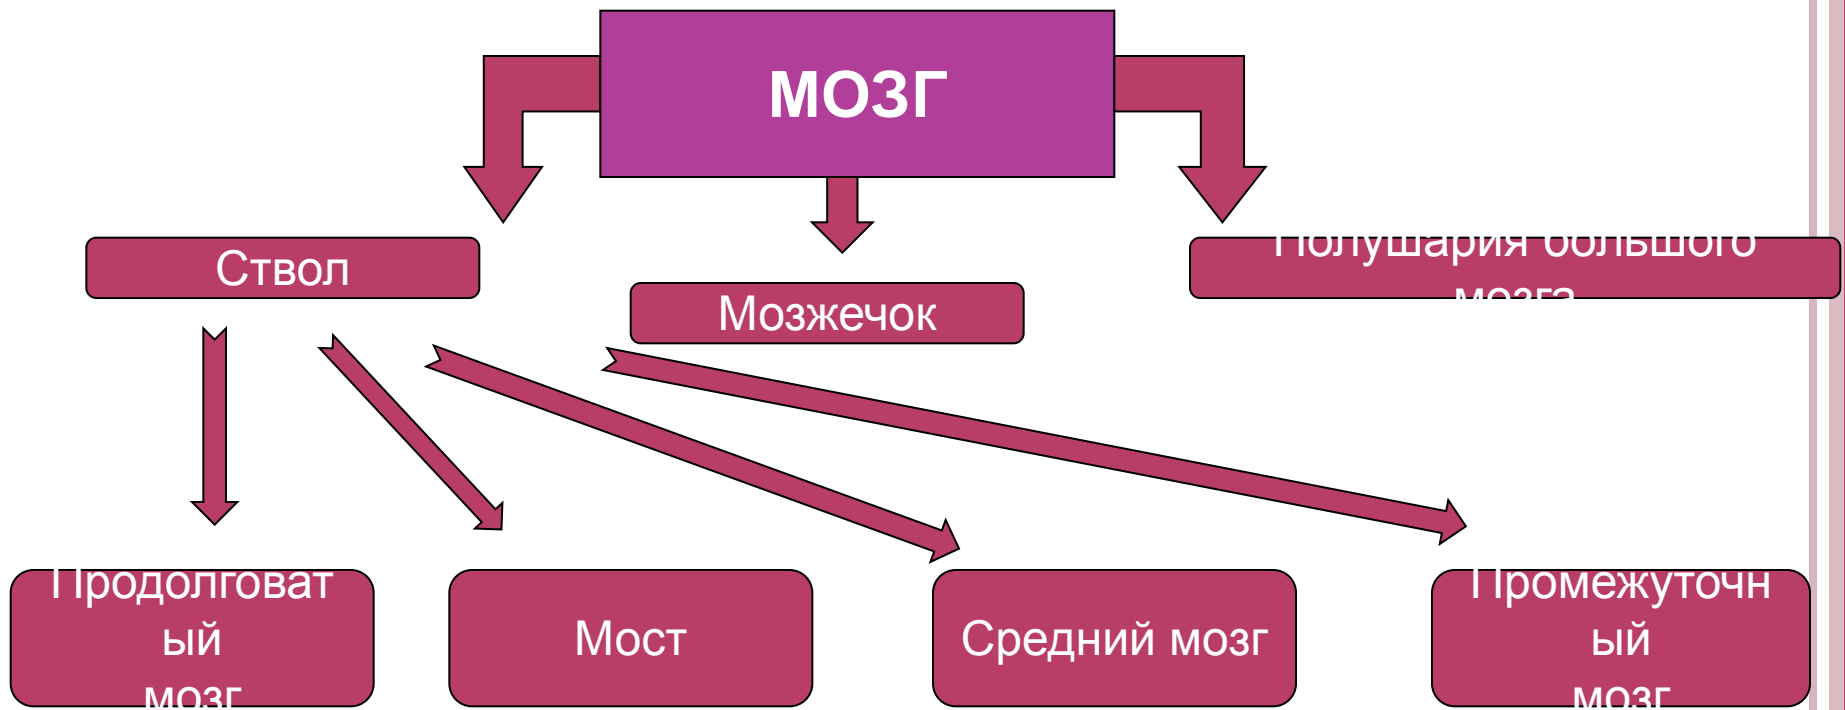 МОЗГ
Ствол
Мозжечок
Полушария большого
мозга
Продолговат
ый
мозг
Мост
Средний мозг
Промежуточн
ый
мозг